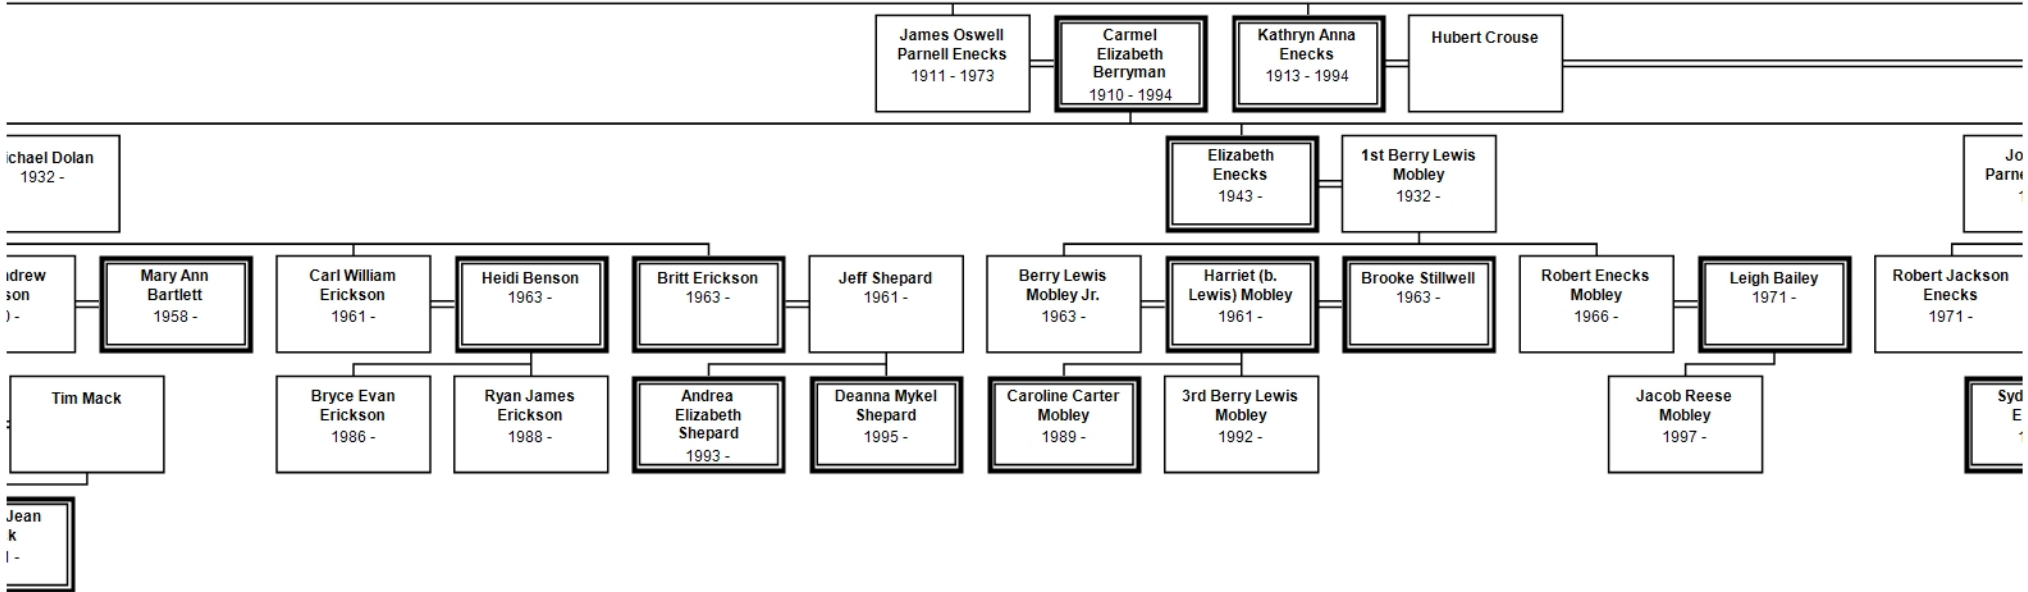 James Oswell
Parnell Enecks
1911 - 1973
Carmel
Elizabeth
Berryman
1910 - 1994
Kathryn Anna
Enecks
1913 - 1994
Hubert Crouse
ichael Dolan
1932 -
Elizabeth
Enecks
1943 -
1st Berry Lewis
Mobley
1932 -
Jo
Parne
ndrew
son
Mary Ann
Bartlett
1958 -
Carl William
Erickson
1961 -
Heidi Benson
1963 -
Britt Erickson
1963 -
Jeff Shepard
1961 -
Berry Lewis
Mobley Jr.
1963 -
Harriet (b.
Lewis) Mobley
1961 -
Brooke Stillwell
1963 -
Robert Enecks
Mobley
1966 -
Leigh Bailey
1971 -
Robert Jackson
Enecks
1971 -
Tim Mack
Bryce Evan
Erickson
1986 -
Ryan James
Erickson
1988 -
Andrea
Elizabeth
Shepard
1993 -
Deanna Mykel
Shepard
1995 -
Caroline Carter
Mobley
1989 -
3rd Berry Lewis
Mobley
1992 -
Jacob Reese
Mobley
1997 -
Syd
E
Jean
k